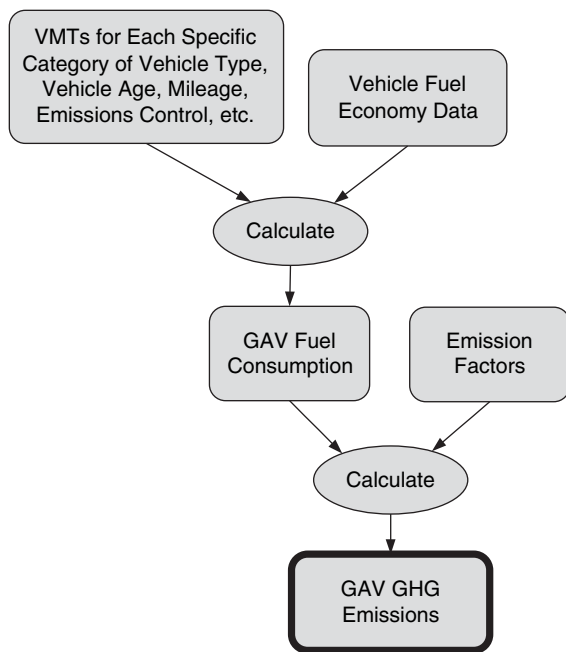 VMTs for Each Specific
Category of Vehicle Type,
Vehicle Age, Mileage,
Emissions Control, etc.
Vehicle Fuel
Economy Data
Calculate
GAV Fuel
Consumption
Emission
Factors
Calculate
GAV GHG
Emissions